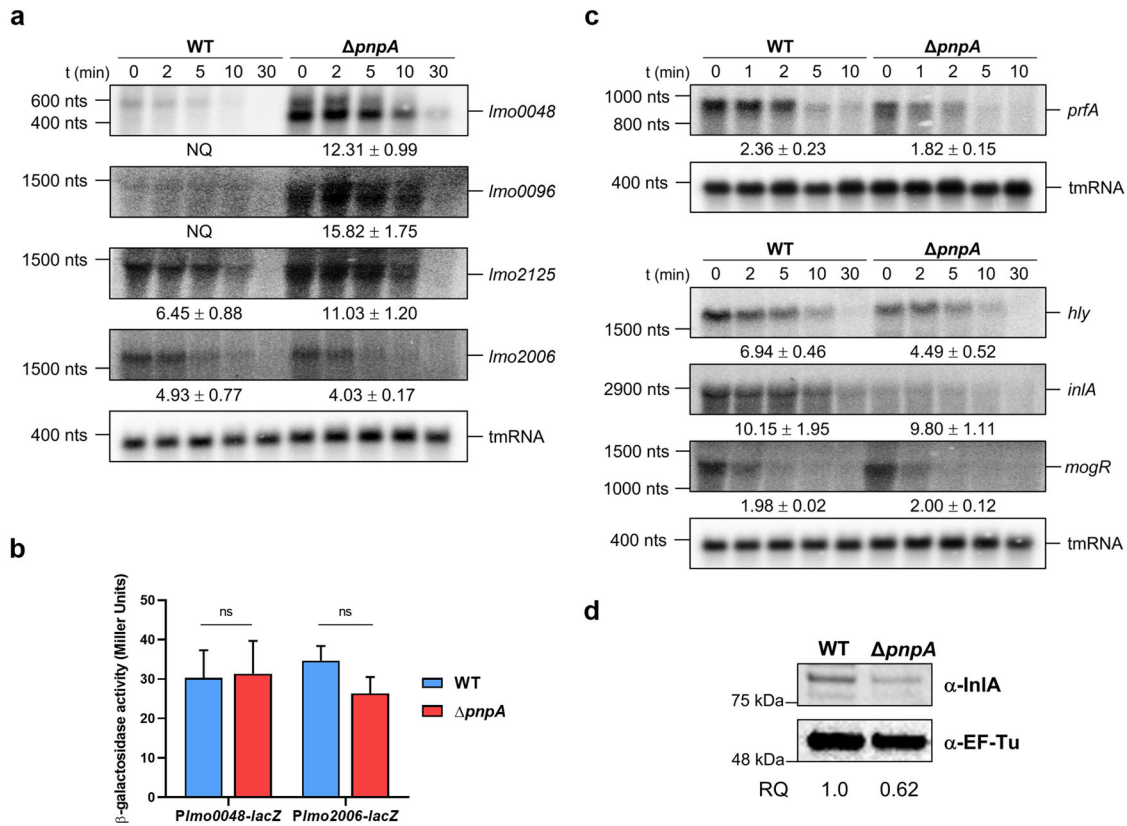 a
WT ΔpnpA
t (min) 0 2 5 10 30 0 2 5 10 30
600 nts
400 nts
lmo0048
NQ 12.31 ± 0.99
1500 nts
lmo0096
NQ 15.82 ± 1.75
1500 nts
lmo2125
6.45 ± 0.88 11.03 ± 1.20
1500 nts
lmo2006
4.93 ± 0.77 4.03 ± 0.17
400 nts
tmRNA
b
β-galactosidase activity (Miller Units)
50
40
30
20
10
0
ns ns
Plmo0048-lacZ Plmo2006-lacZ
WT
ΔpnpA
c
WT ΔpnpA
t (min) 0 1 2 5 10 0 1 2 5 10
1000 nts
800 nts
prfA
2.36 ± 0.23 1.82 ± 0.15
400 nts
tmRNA
WT ΔpnpA
t (min) 0 2 5 10 30 0 2 5 10 30
1500 nts
hly
6.94 ± 0.46 4.49 ± 0.52
2900 nts
inlA
10.15 ± 1.95 9.80 ± 1.11
1500 nts
1000 nts
mogR
1.98 ± 0.02 2.00 ± 0.12
400 nts
tmRNA
d
WT ΔpnpA
α-InlA
75 kDa
α-EF-Tu
48 kDa
RQ 1.0 0.62